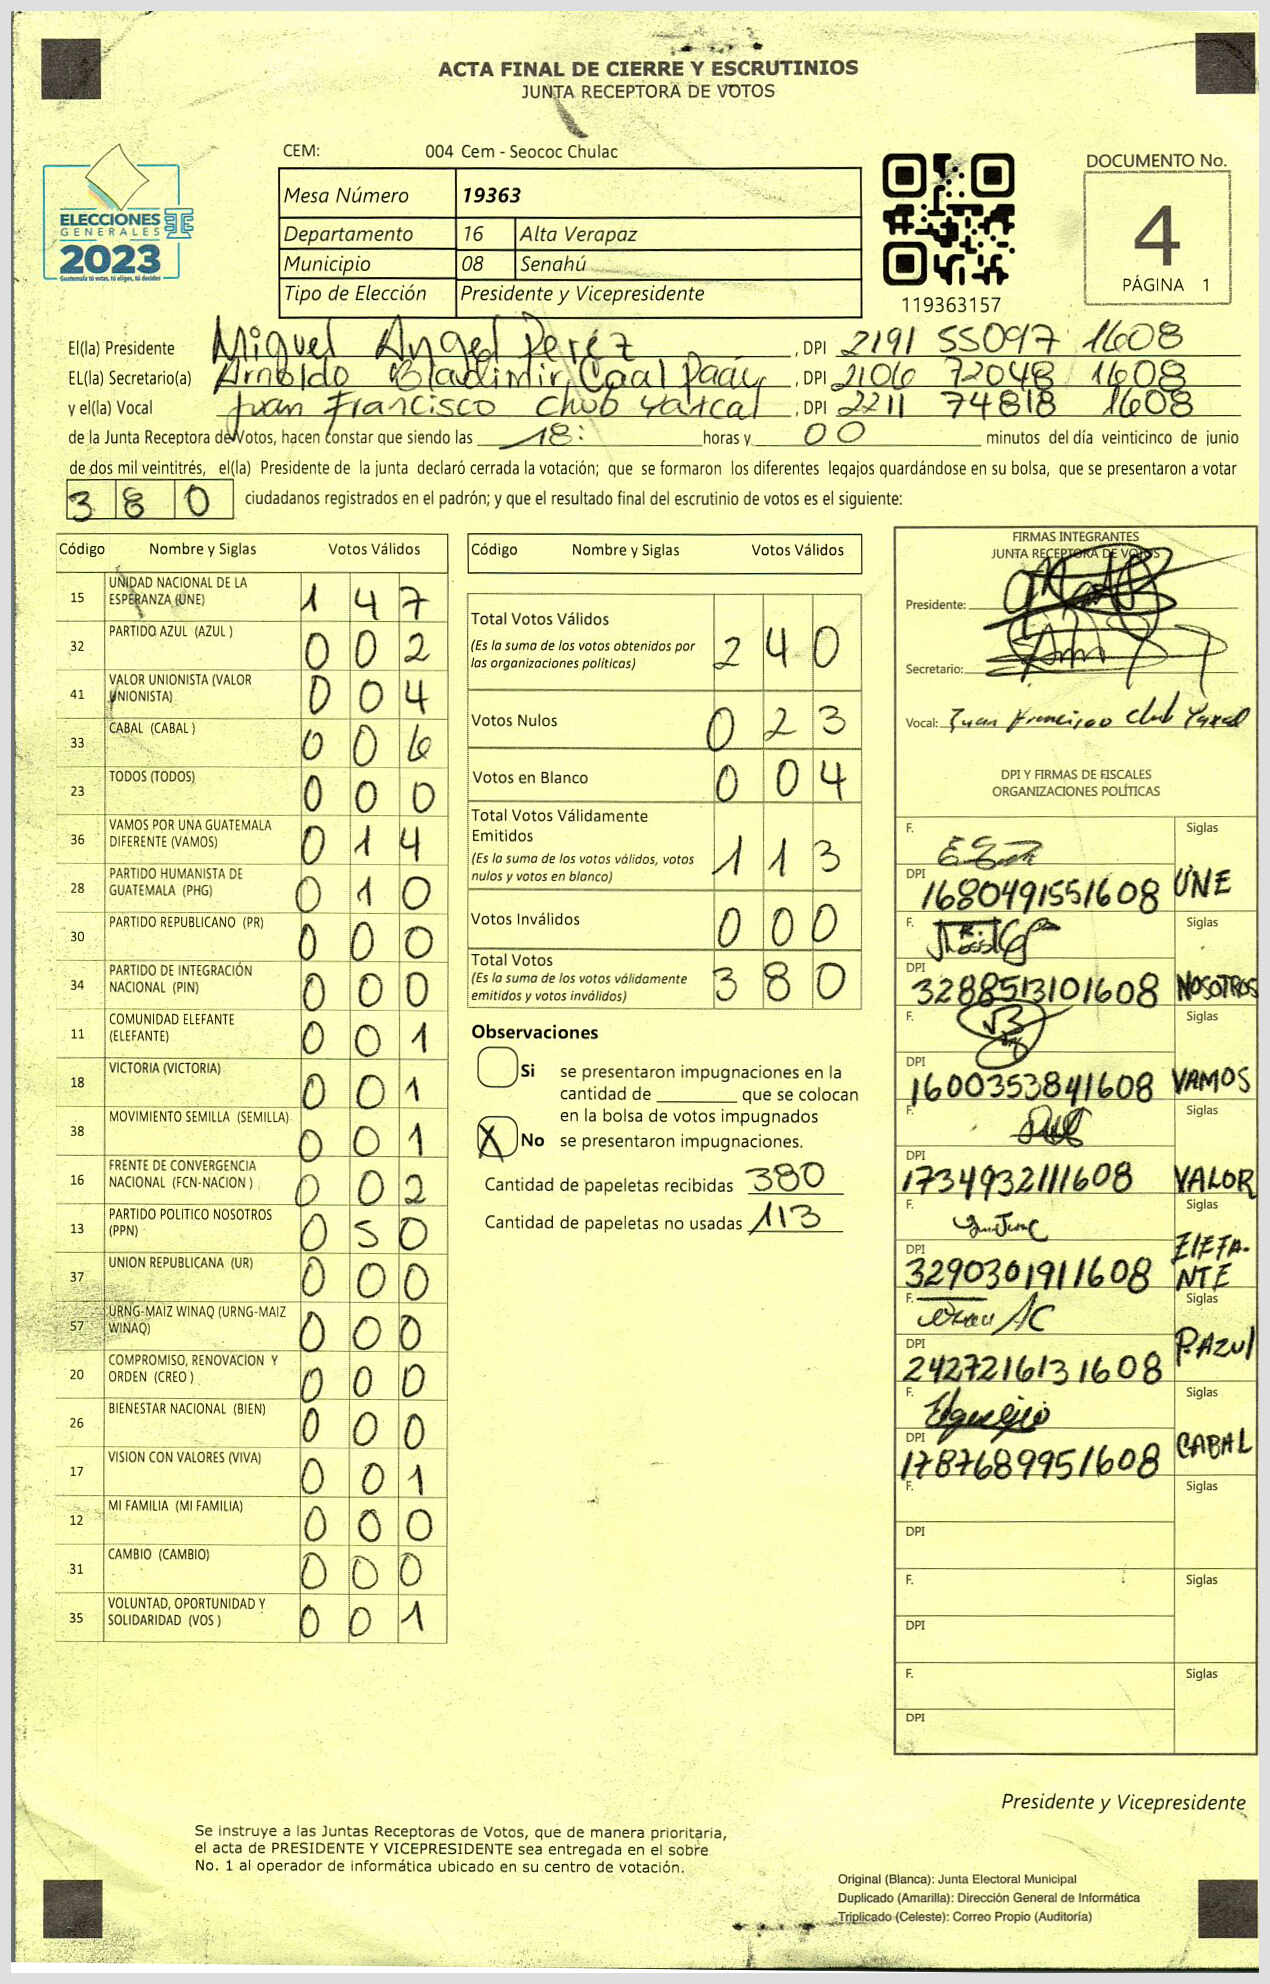 ACTA FINAL DE CIERRE Y ESCRUTINIOS
JUNTA RECEPTORA DE VOTOS
CEM: 004 Cem - Seococ Chulac
Mesa Número 19363
Departamento 16 Alta Verapaz
Municipio 08 Senahú
Tipo de Elección Presidente y Vicepresidente
ELECCIONES
GENERALES
2023
Guatemala tú votas, tú eliges, tú decides
119363157
DOCUMENTO No.
4
PÁGINA 1
El(la) Presidente Miguel Angel Perez , DPI 2191 55097 1608
EL(la) Secretario(a) Arnoldo Bladimir Caal Paay , DPI 2106 72048 1608
y el(la) Vocal Juan Francisco Chub Yaxcal , DPI 2211 74818 1608
de la Junta Receptora de Votos, hacen constar que siendo las 18: horas y 00 minutos del día veinticinco de junio
de dos mil veintitrés, el(la) Presidente de la junta declaró cerrada la votación; que se formaron los diferentes legajos quardándose en su bolsa, que se presentaron a votar
380 ciudadanos registrados en el padrón; y que el resultado final del escrutinio de votos es el siguiente:
Código Nombre y Siglas Votos Válidos
15 UNIDAD NACIONAL DE LA ESPERANZA (UNE) 1 4 7
32 PARTIDO AZUL (AZUL ) 0 0 2
41 VALOR UNIONISTA (VALOR UNIONISTA) 0 0 4
33 CABAL (CABAL ) 0 0 6
23 TODOS (TODOS) 0 0 0
36 VAMOS POR UNA GUATEMALA DIFERENTE (VAMOS) 0 1 4
28 PARTIDO HUMANISTA DE GUATEMALA (PHG) 0 1 0
30 PARTIDO REPUBLICANO (PR) 0 0 0
34 PARTIDO DE INTEGRACIÓN NACIONAL (PIN) 0 0 0
11 COMUNIDAD ELEFANTE (ELEFANTE) 0 0 1
18 VICTORIA (VICTORIA) 0 0 1
38 MOVIMIENTO SEMILLA (SEMILLA) 0 0 1
16 FRENTE DE CONVERGENCIA NACIONAL (FCN-NACION ) 0 0 2
13 PARTIDO POLITICO NOSOTROS (PPN) 0 5 0
37 UNION REPUBLICANA (UR) 0 0 0
57 URNG-MAIZ WINAQ (URNG-MAIZ WINAQ) 0 0 0
20 COMPROMISO, RENOVACION Y ORDEN (CREO ) 0 0 0
26 BIENESTAR NACIONAL (BIEN) 0 0 0
17 VISION CON VALORES (VIVA) 0 0 1
12 MI FAMILIA (MI FAMILIA) 0 0 0
31 CAMBIO (CAMBIO) 0 0 0
35 VOLUNTAD, OPORTUNIDAD Y SOLIDARIDAD (VOS ) 0 0 1
Código Nombre y Siglas Votos Válidos
Total Votos Válidos 2 4 0
(Es la suma de los votos obtenidos por
las organizaciones políticas)
Votos Nulos 0 2 3
Votos en Blanco 0 0 4
Total Votos Válidamente
Emitidos 1 1 3
(Es la suma de los votos válidos, votos
nulos y votos en blanco)
Votos Inválidos 0 0 0
Total Votos 3 8 0
(Es la suma de los votos válidamente
emitidos y votos inválidos)
Observaciones
Si se presentaron impugnaciones en la
cantidad de ________ que se colocan
en la bolsa de votos impugnados
X No se presentaron impugnaciones.
Cantidad de papeletas recibidas 380
Cantidad de papeletas no usadas 113
FIRMAS INTEGRANTES
JUNTA RECEPTORA DE VOTOS
Presidente:
Secretario:
Vocal: Juan Francisco Chub Yaxcal
DPI Y FIRMAS DE FISCALES
ORGANIZACIONES POLÍTICAS
F. Siglas
DPI 1680491551608 UNE
F. Siglas
DPI 3288513101608 NOSOTROS
F. Siglas
DPI 1600353841608 VAMOS
F. Siglas
DPI 1734932111608 VALOR
F. Siglas
DPI 3290301911608 ElEFA-
NTE
F. Siglas
DPI 2427216131608 P.AZUl
F. Siglas
DPI 1787689951608 CABAL
F. Siglas
DPI
F. Siglas
DPI
F. Siglas
DPI
Presidente y Vicepresidente
Se instruye a las Juntas Receptoras de Votos, que de manera prioritaria,
el acta de PRESIDENTE Y VICEPRESIDENTE sea entregada en el sobre
No. 1 al operador de informática ubicado en su centro de votación.
Original (Blanca): Junta Electoral Municipal
Duplicado (Amarilla): Dirección General de Informática
Triplicado (Celeste): Correo Propio (Auditoría)